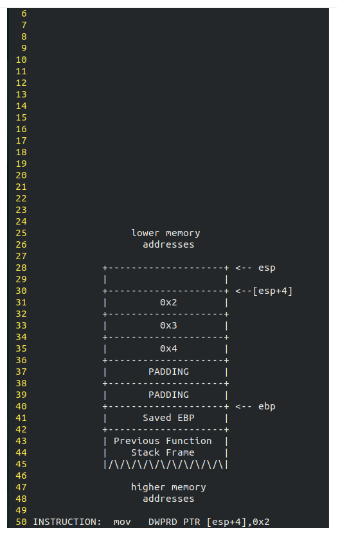 6
7
8
9
10
11
12
13
14
15
16
17
18
19
20
21
22
23
24
25 lower memory
26 addresses
27
28 +--------------------+ <-- esp
29 | |
30 +--------------------+ <--[esp+4]
31 | 0x2 |
32 +--------------------+
33 | 0x3 |
34 +--------------------+
35 | 0x4 |
36 +--------------------+
37 | PADDING |
38 +--------------------+
39 | PADDING |
40 +--------------------+ <-- ebp
41 | Saved EBP |
42 +--------------------+
43 | Previous Function |
44 | Stack Frame |
45 |/\/\/\/\/\/\/\/\/\/\|
46
47 higher memory
48 addresses
49
50 INSTRUCTION: mov DWPRD PTR [esp+4],0x2